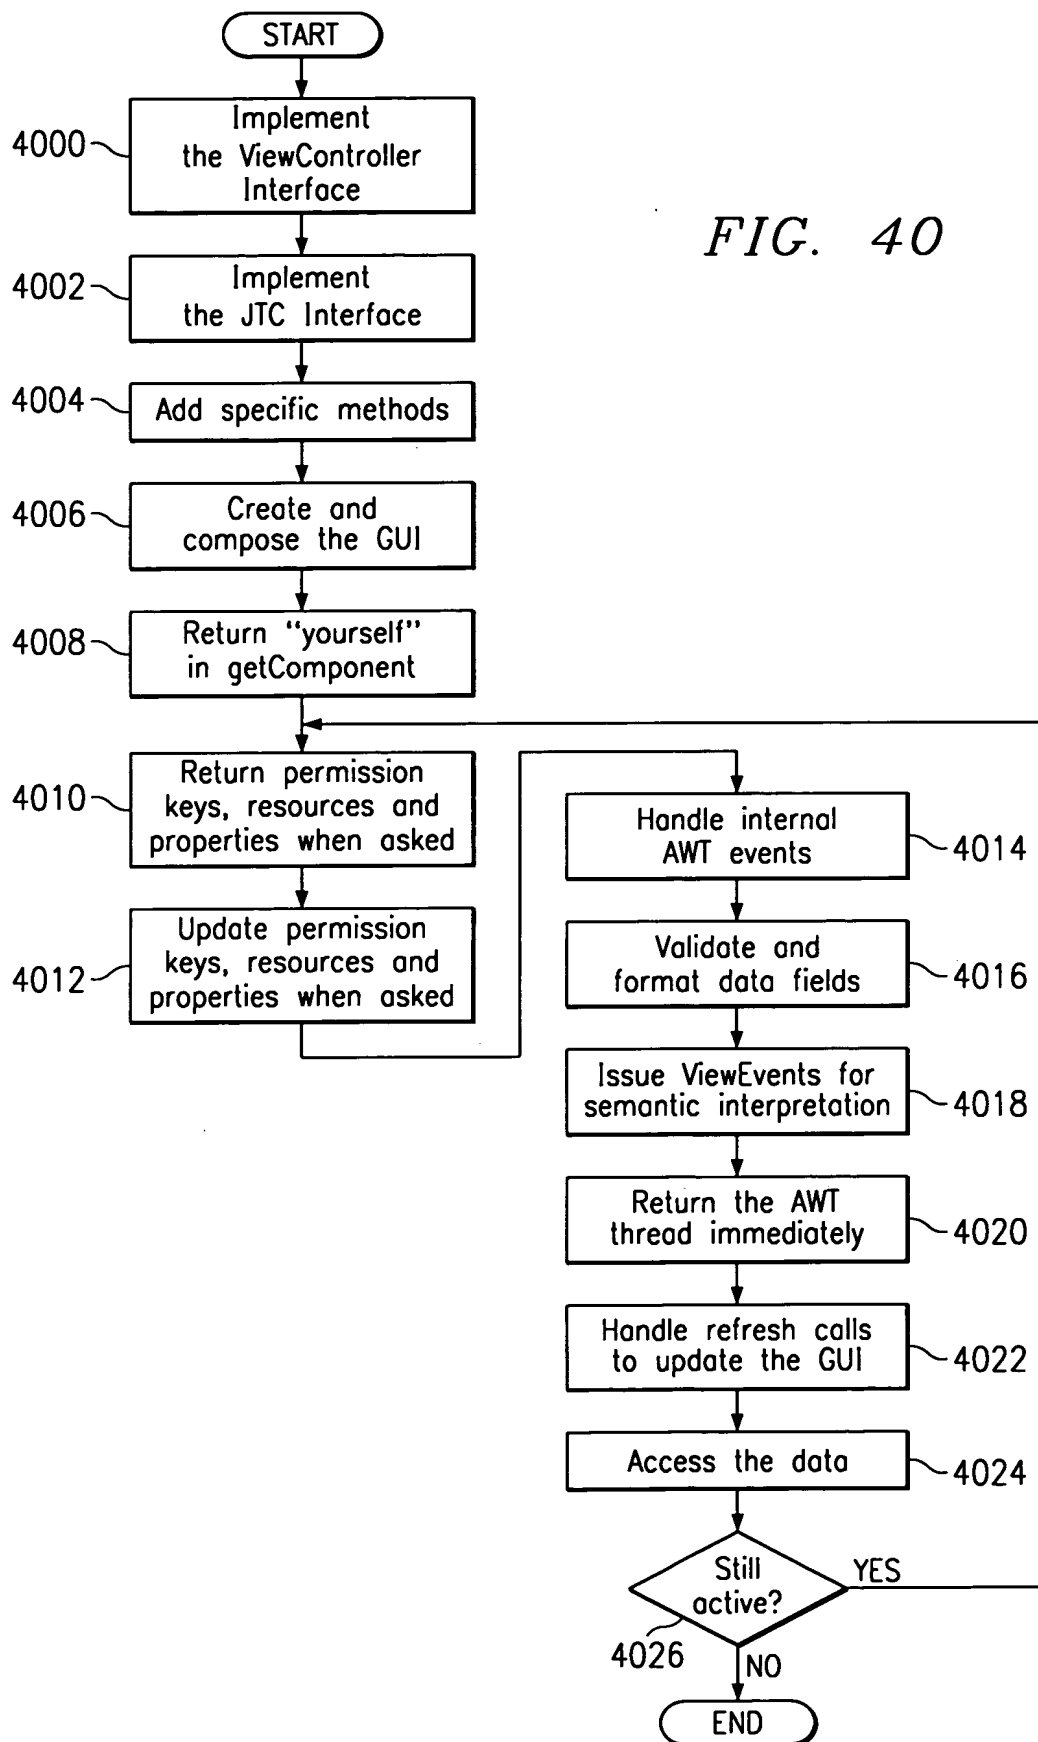 START
4000
Implement
the ViewController
Interface
FIG. 40
4002
Implement
the JTC Interface
4004
Add specific methods
4006
Create and
compose the GUI
4008
Return “yourself”
in getComponent
4010
Return permission
keys, resources and
properties when asked
4012
Update permission
keys, resources and
properties when asked
Handle internal
AWT events
4014
Validate and
format data fields
4016
Issue ViewEvents for
semantic interpretation
4018
Return the AWT
thread immediately
4020
Handle refresh calls
to update the GUI
4022
Access the data
4024
Still
active?
YES
4026
NO
END